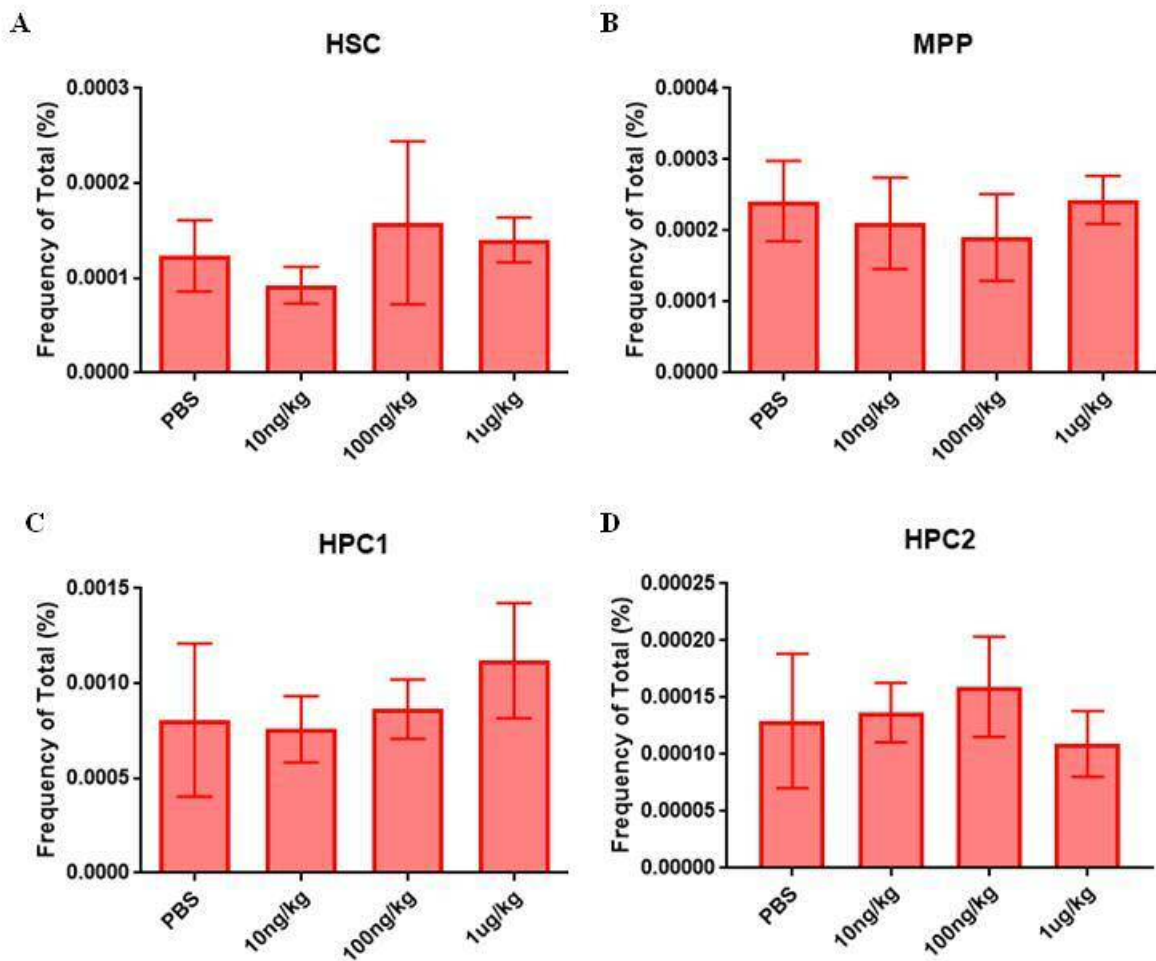 A
HSC
Frequency of Total (%)
0.0003
0.0002
0.0001
0.0000
PBS
10ng/kg
100ng/kg
1ug/kg
B
MPP
Frequency of Total (%)
0.0004
0.0003
0.0002
0.0001
0.0000
PBS
10ng/kg
100ng/kg
1ug/kg
C
HPC1
Frequency of Total (%)
0.0015
0.0010
0.0005
0.0000
PBS
10ng/kg
100ng/kg
1ug/kg
D
HPC2
Frequency of Total (%)
0.00025
0.00020
0.00015
0.00010
0.00005
0.00000
PBS
10ng/kg
100ng/kg
1ug/kg